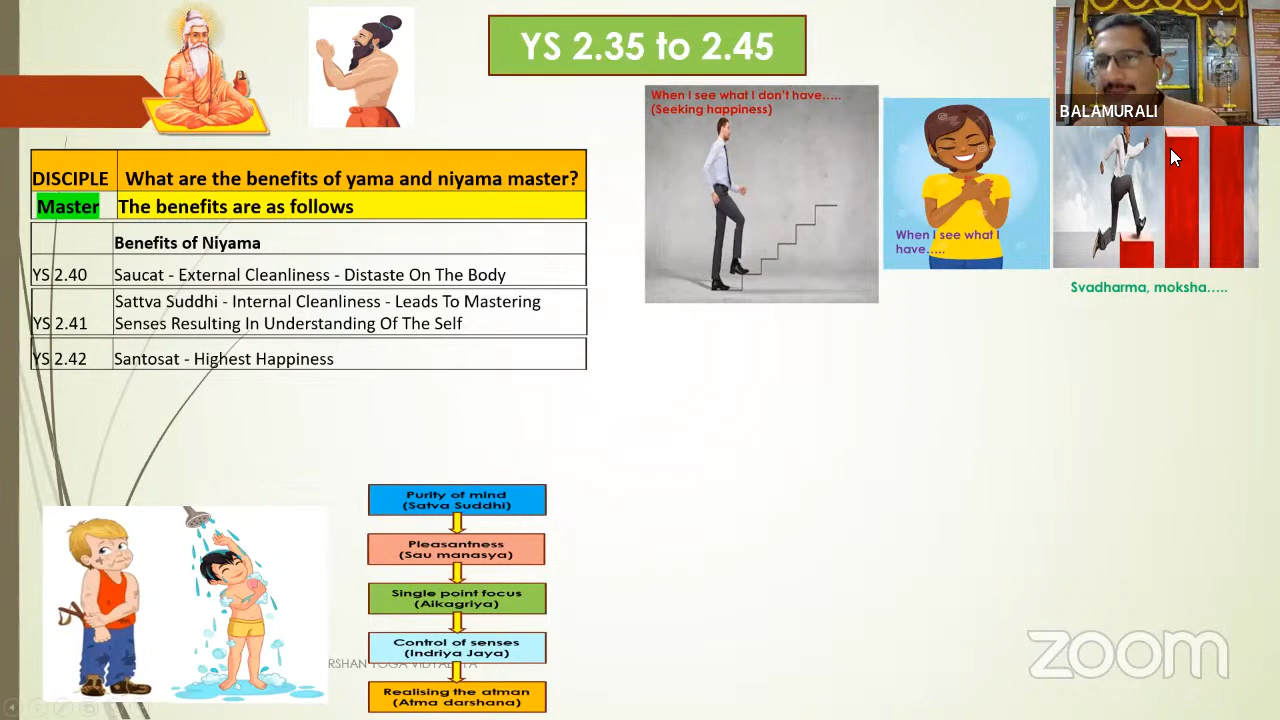 YS 2.35 to 2.45
BALAMURALI
When I see what I don't have.....
(Seeking happiness)
When I see what I
have.....
Svadharma, moksha.....
DISCIPLE What are the benefits of yama and niyama master?
Master The benefits are as follows
Benefits of Niyama
YS 2.40 Saucat - External Cleanliness - Distaste On The Body
Sattva Suddhi - Internal Cleanliness - Leads To Mastering
YS 2.41 Senses Resulting In Understanding Of The Self
YS 2.42 Santosat - Highest Happiness
Purity of mind
(Satva Suddhi)
Pleasantness
(Sau manasya)
Single point focus
(Aikagriya)
Control of senses
(Indriya Jaya)
Realising the atman
(Atma darshana)
zoom